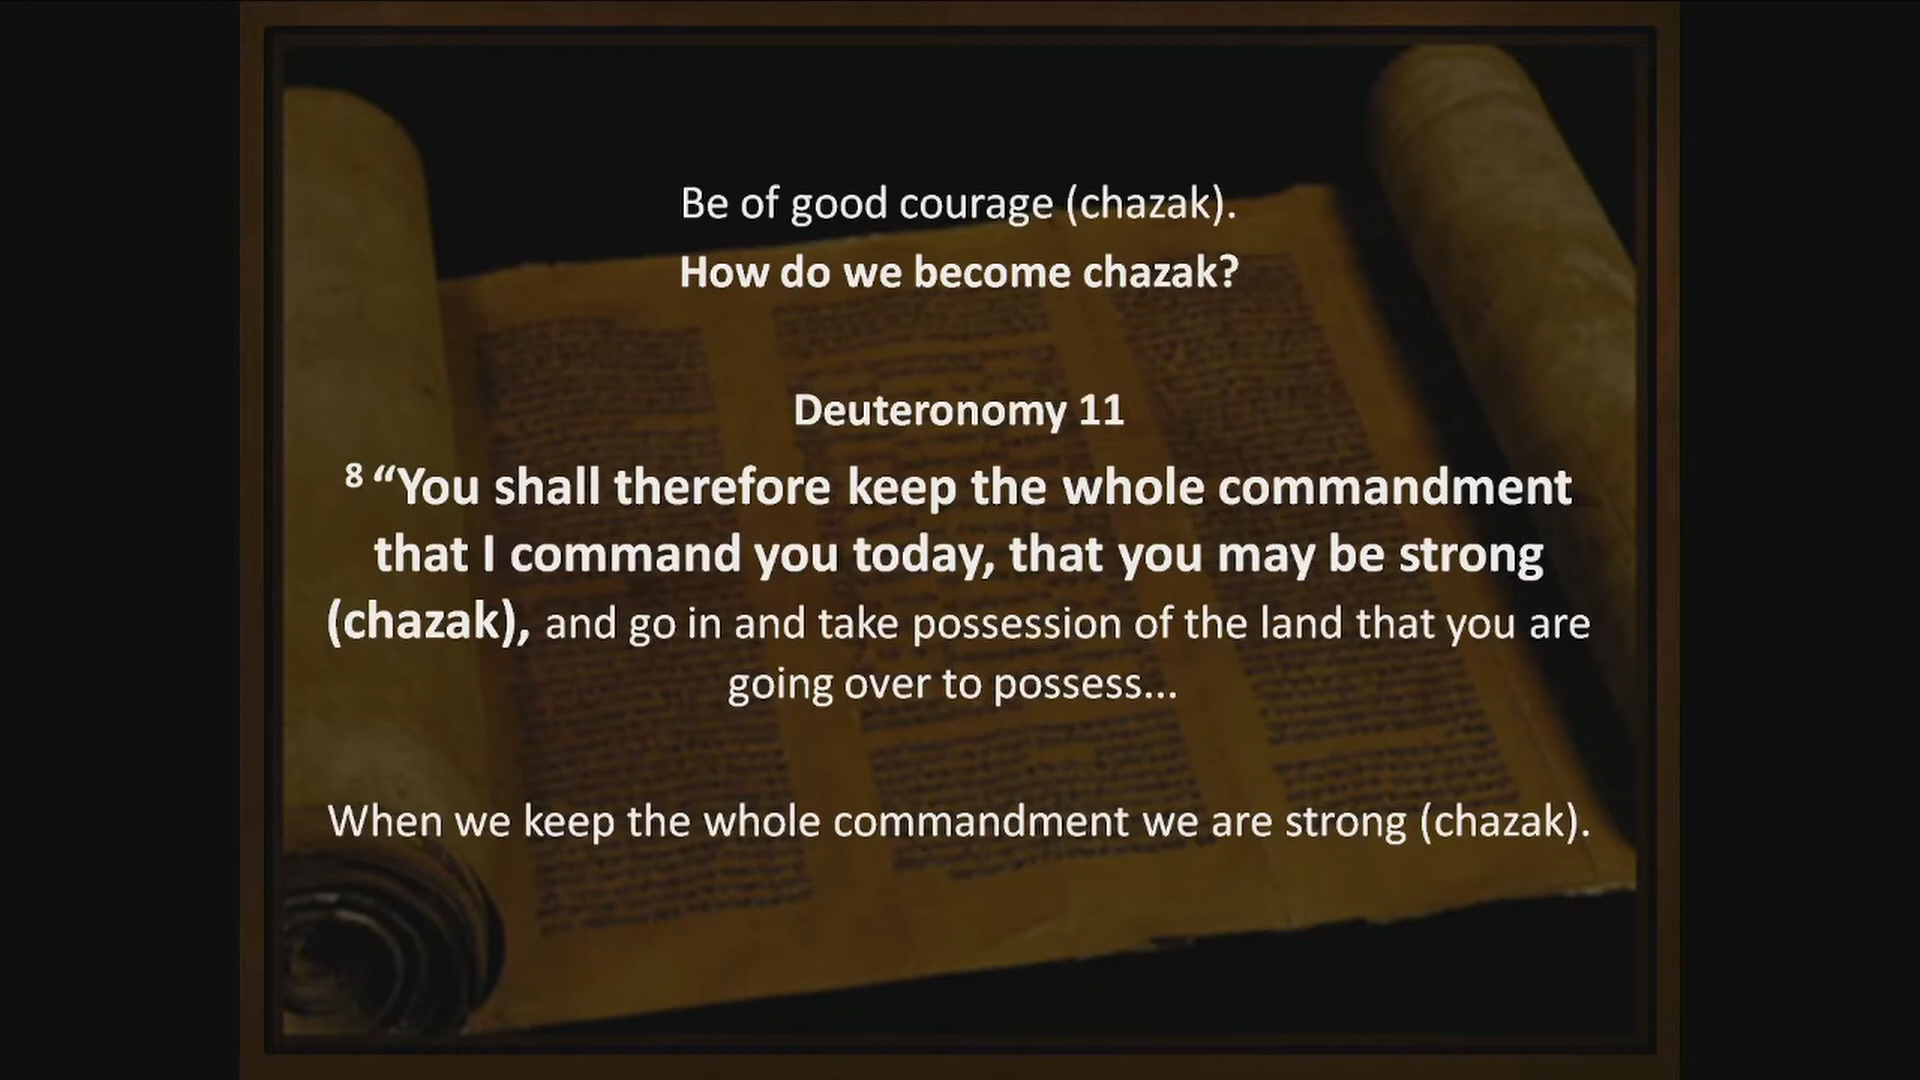 Be of good courage (chazak).
How do we become chazak?
Deuteronomy 11
8 “You shall therefore keep the whole commandment
that I command you today, that you may be strong
(chazak), and go in and take possession of the land that you are
going over to possess...
When we keep the whole commandment we are strong (chazak).